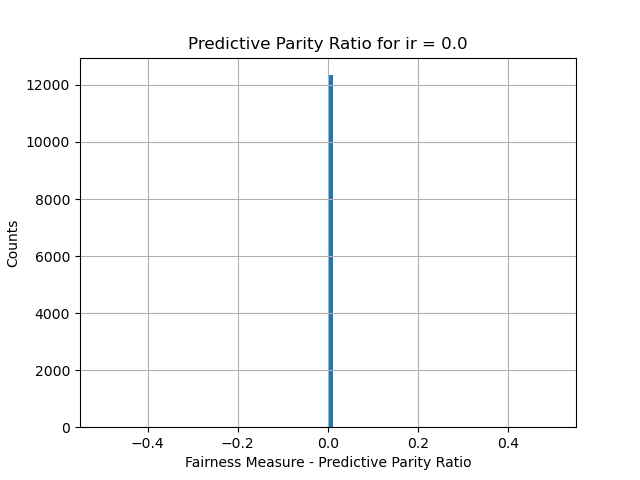 Predictive Parity Ratio for ir = 0.0
12000
10000
8000
6000
4000
2000
0
Counts
−0.4 −0.2 0.0 0.2 0.4
Fairness Measure - Predictive Parity Ratio